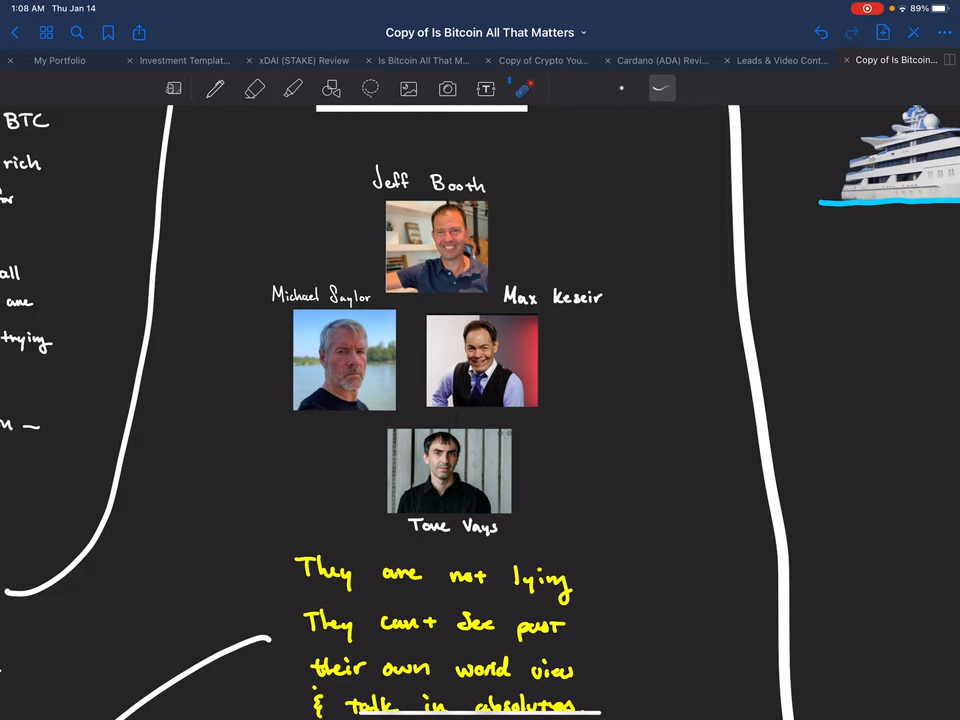 1:08 AM Thu Jan 14
89%
Copy of Is Bitcoin All That Matters
My Portfolio
Investment Templat...
xDAI (STAKE) Review
Is Bitcoin All That M...
Copy of Crypto You...
Cardano (ADA) Revi...
Leads & Video Cont...
Copy of Is Bitcoin...
T
BTC
rich
all
are
trying
Jeff Booth
Michael Saylor
Max Keseir
Tone Vays
They are not lying
They can't see past
their own world view
& talk in absolutes.